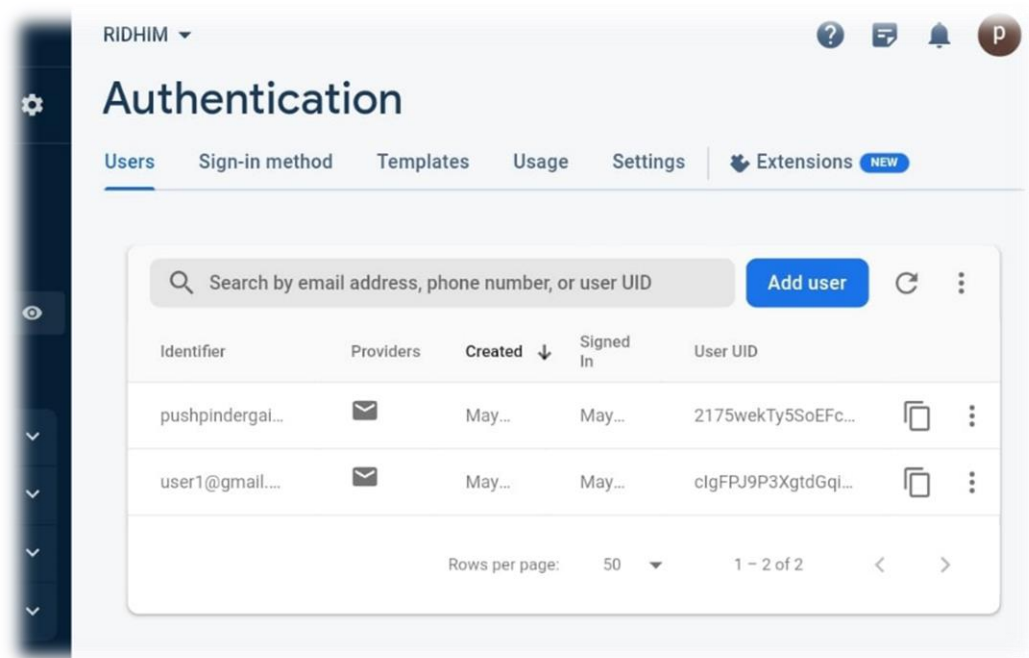 RIDHIM
p
Authentication
Users Sign-in method Templates Usage Settings Extensions NEW
Search by email address, phone number, or user UID Add user
Identifier Providers Created Signed In User UID
pushpindergai... May... May... 2175wekTy5SoEFc...
user1@gmail.... May... May... clgFPJ9P3XgtdGqi...
Rows per page: 50 1 – 2 of 2